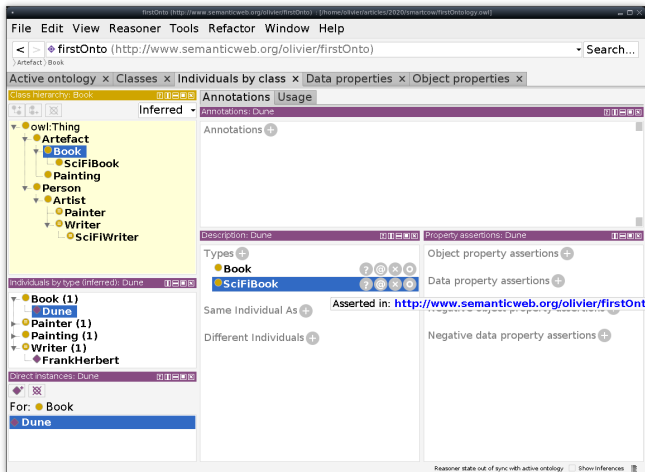 firstOnto (http://www.semanticweb.org/olivier/firstOnto) : [/home/olivier/articles/2020/smartcow/firstOntology.owl]
File Edit View Reasoner Tools Refactor Window Help
< > firstOnto (http://www.semanticweb.org/olivier/firstOnto) Search...
Artefact Book
Active ontology × Classes × Individuals by class × Data properties × Object properties ×
Class hierarchy: Book
Inferred
owl:Thing
Artefact
Book
SciFiBook
Painting
Person
Artist
Painter
Writer
SciFiWriter
Individuals by type (inferred): Dune
Book (1)
Dune
Painter (1)
Painting (1)
Writer (1)
FrankHerbert
Direct instances: Dune
For: Book
Dune
Annotations Usage
Annotations: Dune
Annotations
Description: Dune
Types
Book
SciFiBook
Same Individual As
Different Individuals
Property assertions: Dune
Object property assertions
Data property assertions
Asserted in: http://www.semanticweb.org/olivier/firstOnt
Negative object property assertions
Negative data property assertions
Reasoner state out of sync with active ontology Show Inferences